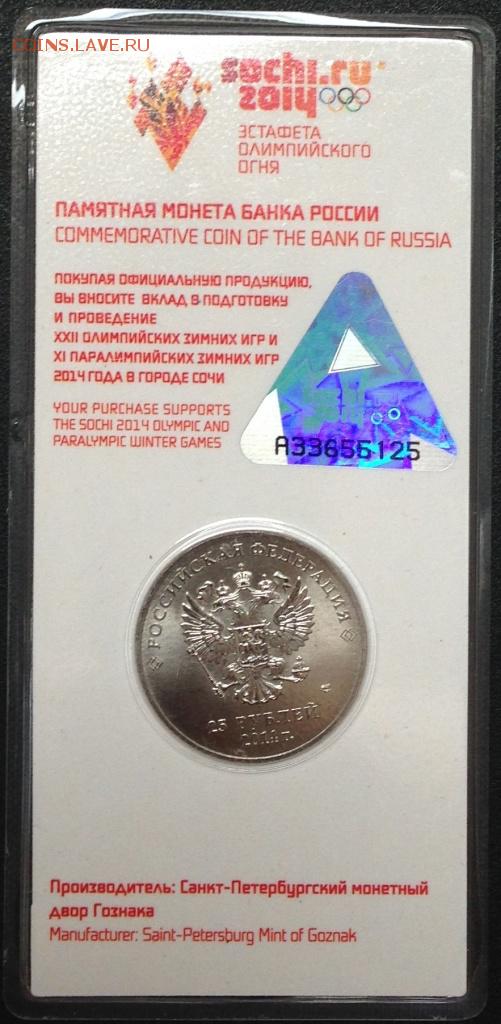 COINS.LAVE.RU
sochi.ru
2014
ЭСТАФЕТА
ОЛИМПИЙСКОГО
ОГНЯ
ПАМЯТНАЯ МОНЕТА БАНКА РОССИИ
COMMEMORATIVE COIN OF THE BANK OF RUSSIA
ПОКУПАЯ ОФИЦИАЛЬНУЮ ПРОДУКЦИЮ,
ВЫ ВНОСИТЕ ВКЛАД В ПОДГОТОВКУ
И ПРОВЕДЕНИЕ
XXII ОЛИМПИЙСКИХ ЗИМНИХ ИГР И
XI ПАРАЛИМПИЙСКИХ ЗИМНИХ ИГР
2014 ГОДА В ГОРОДЕ СОЧИ
YOUR PURCHASE SUPPORTS
THE SOCHI 2014 OLYMPIC AND
PARALYMPIC WINTER GAMES
A33655125
РОССИЙСКАЯ ФЕДЕРАЦИЯ
25 РУБЛЕЙ
2014 г.
Производитель: Санкт-Петербургский монетный
двор Гознака
Manufacturer: Saint-Petersburg Mint of Goznak